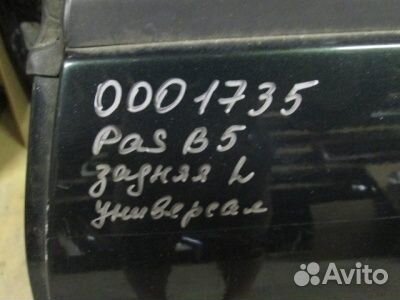 0001735
Pas B5
задняя L
универсал
Avito